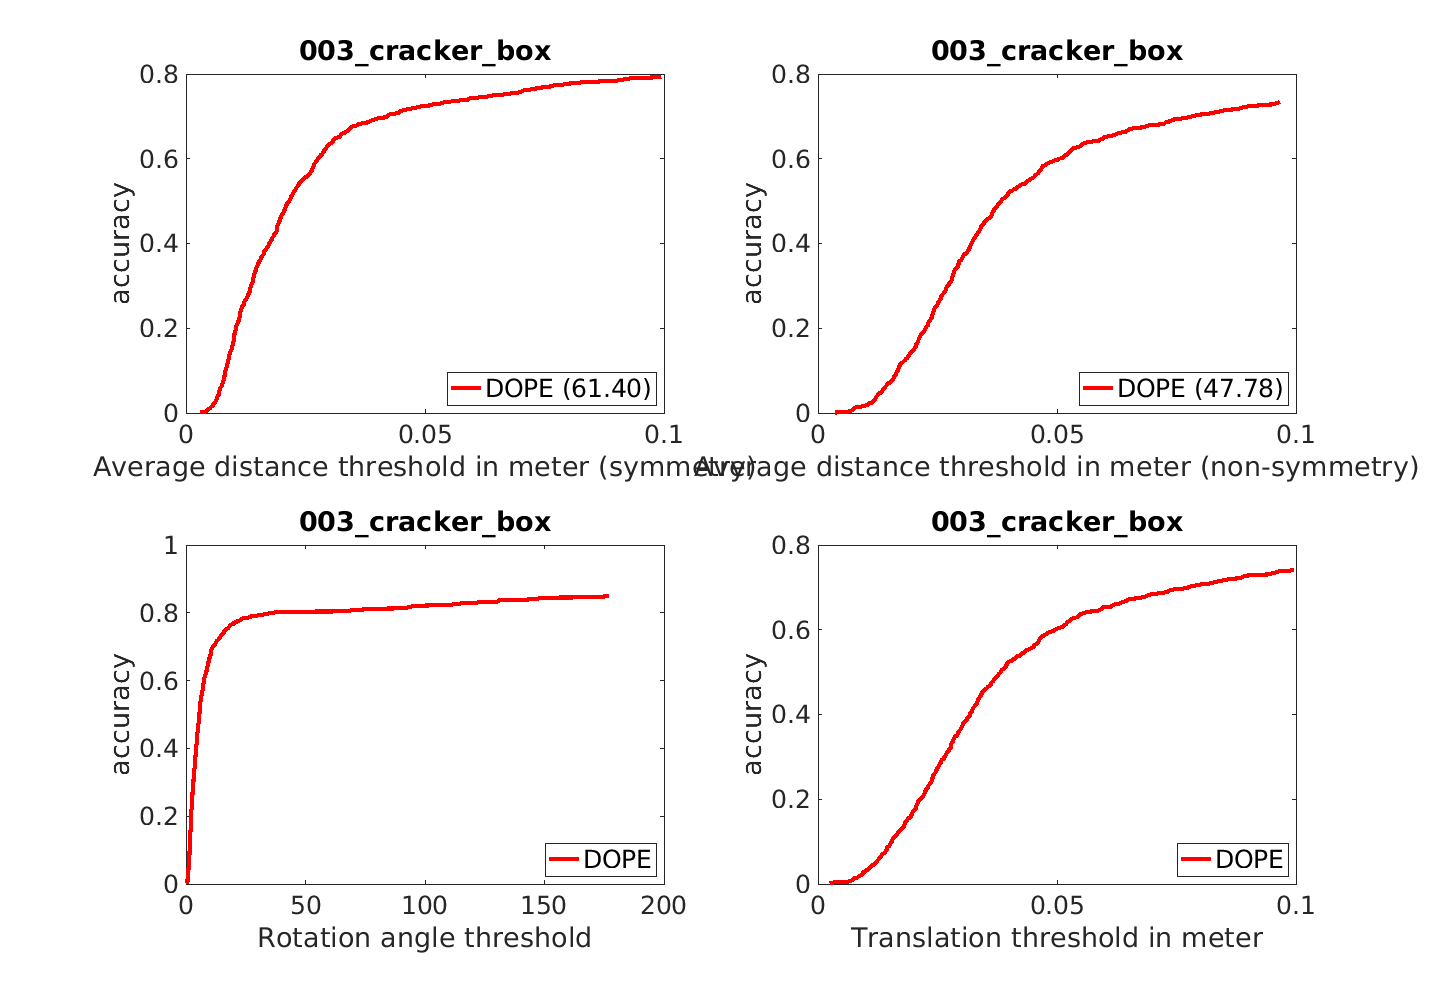 003_cracker_box
0.8
0.6
0.4
0.2
0
accuracy
DOPE (61.40)
0 0.05 0.1
Average distance threshold in meter (symmetry)
003_cracker_box
0.8
0.6
0.4
0.2
0
accuracy
DOPE (47.78)
0 0.05 0.1
Average distance threshold in meter (non-symmetry)
003_cracker_box
1
0.8
0.6
0.4
0.2
0
accuracy
DOPE
0 50 100 150 200
Rotation angle threshold
003_cracker_box
0.8
0.6
0.4
0.2
0
accuracy
DOPE
0 0.05 0.1
Translation threshold in meter